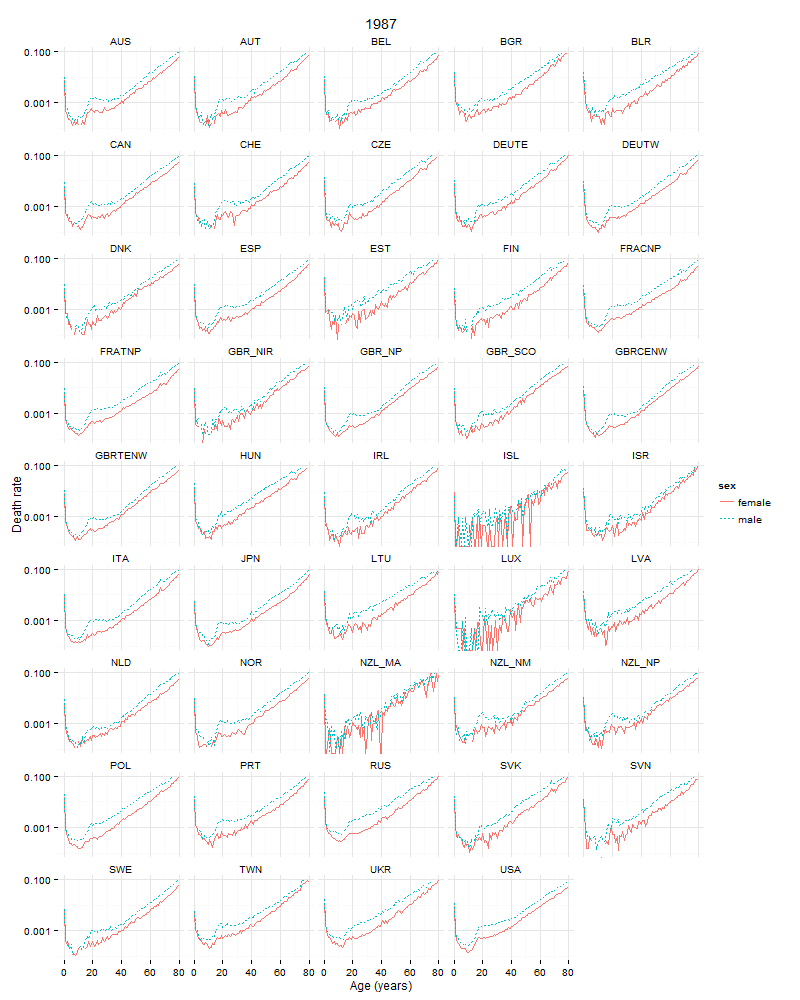 1987
AUS AUT BEL BGR BLR
0.100
0.001
CAN CHE CZE DEUTE DEUTW
0.100
0.001
DNK ESP EST FIN FRACNP
0.100
0.001
FRATNP GBR_NIR GBR_NP GBR_SCO GBRCENW
0.100
0.001
GBRTENW HUN IRL ISL ISR
0.100
0.001
Death rate
sex
female
male
ITA JPN LTU LUX LVA
0.100
0.001
NLD NOR NZL_MA NZL_NM NZL_NP
0.100
0.001
POL PRT RUS SVK SVN
0.100
0.001
SWE TWN UKR USA
0.100
0.001
0 20 40 60 80 0 20 40 60 80 0 20 40 60 80 0 20 40 60 80
Age (years)